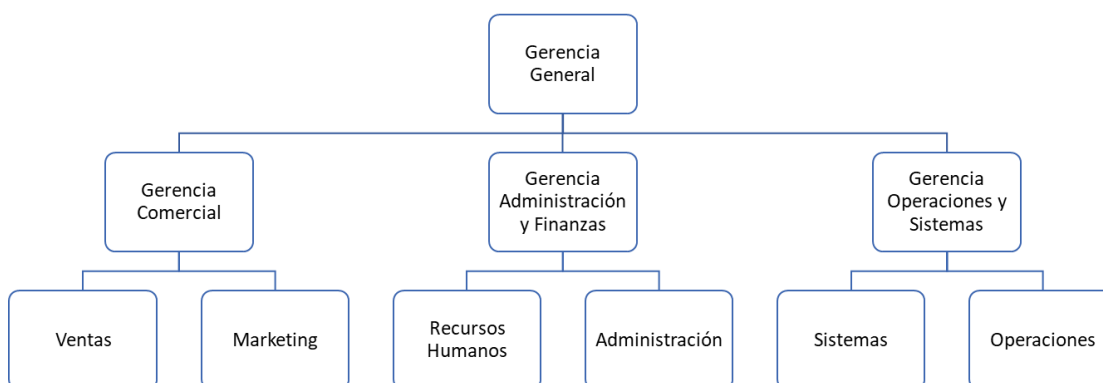 Gerencia
General
Gerencia
Comercial
Gerencia
Administración
y Finanzas
Gerencia
Operaciones y
Sistemas
Ventas
Marketing
Recursos
Humanos
Administración
Sistemas
Operaciones